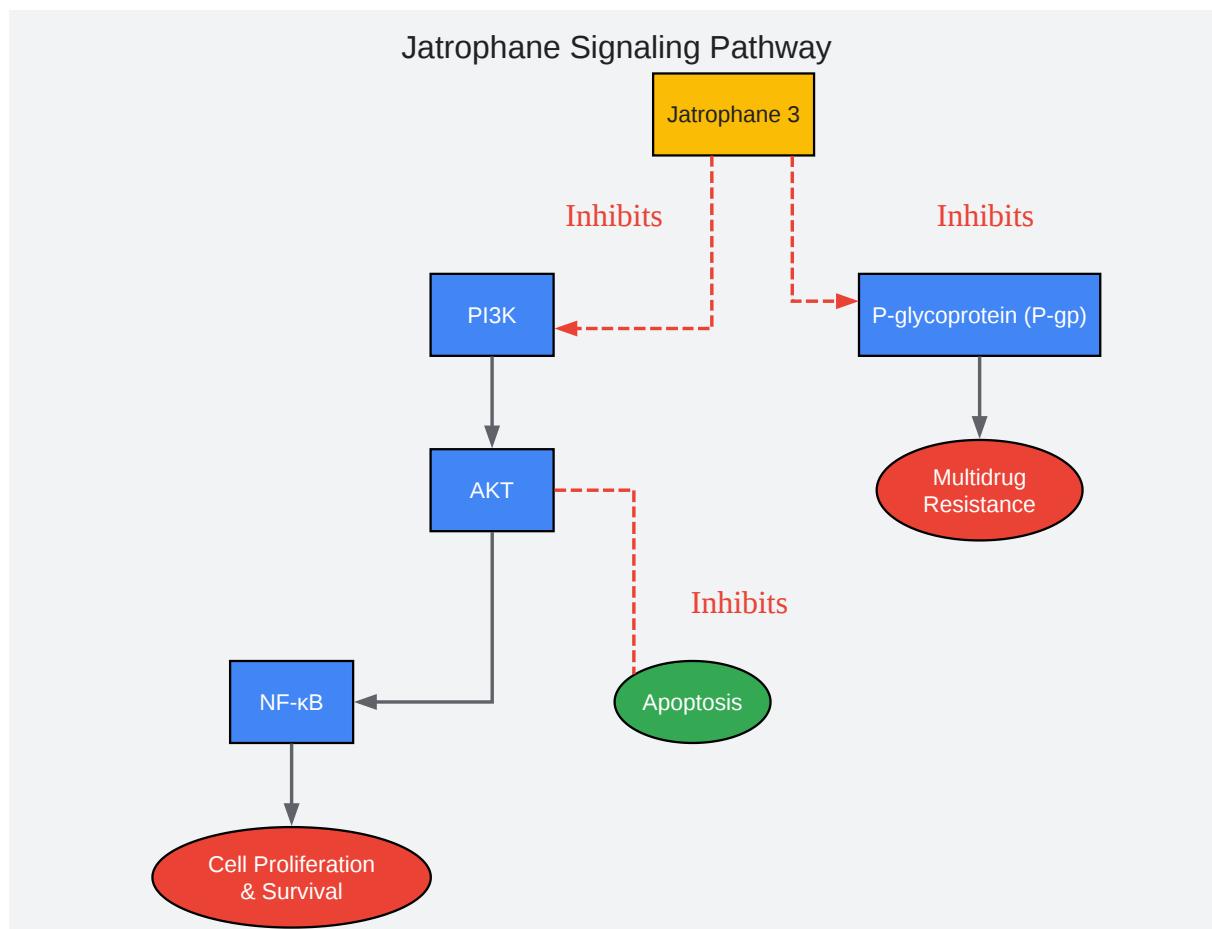 Jatrophane Signaling Pathway
Jatrophane 3
Inhibits
Inhibits
PI3K
P-glycoprotein (P-gp)
AKT
Multidrug
Resistance
Inhibits
NF-κB
Apoptosis
Cell Proliferation
& Survival